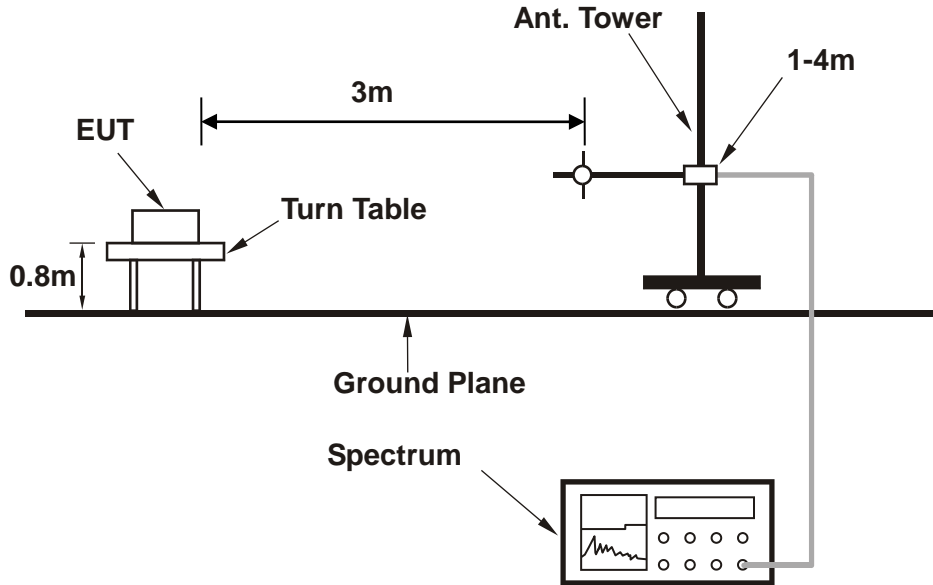 Ant. Tower
1-4m
3m
EUT
Turn Table
0.8m
Ground Plane
Spectrum